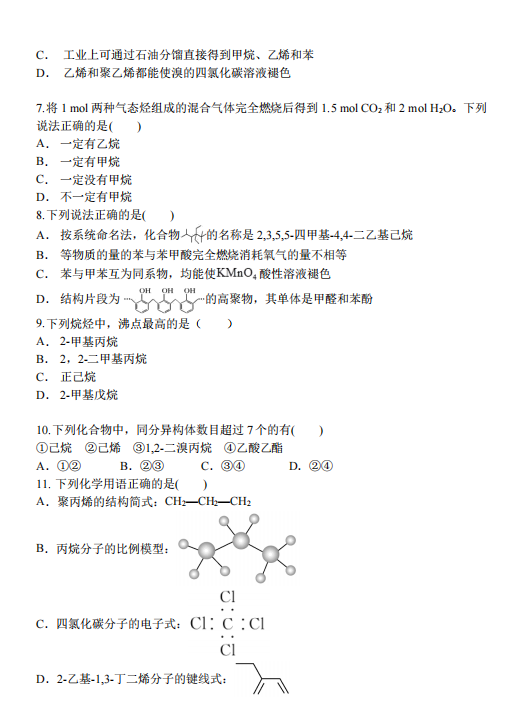 C． 工业上可通过石油分馏直接得到甲烷、乙烯和苯
D． 乙烯和聚乙烯都能使溴的四氯化碳溶液褪色
7.将 1 mol 两种气态烃组成的混合气体完全燃烧后得到 1.5 mol CO₂ 和 2 mol H₂O。下列
说法正确的是(　　)
A． 一定有乙烷
B． 一定有甲烷
C． 一定没有甲烷
D． 不一定有甲烷
8.下列说法正确的是(　　)
A． 按系统命名法，化合物的名称是 2,3,5,5-四甲基-4,4-二乙基己烷
B． 等物质的量的苯与苯甲酸完全燃烧消耗氧气的量不相等
C． 苯与甲苯互为同系物，均能使KMnO₄ 酸性溶液褪色
D． 结构片段为 ···OH OH OH···的高聚物，其单体是甲醛和苯酚
9.下列烷烃中，沸点最高的是（　　）
A． 2-甲基丙烷
B． 2，2-二甲基丙烷
C． 正己烷
D． 2-甲基戊烷
10.下列化合物中，同分异构体数目超过 7 个的有(　　)
①己烷　②己烯　③1,2-二溴丙烷　④乙酸乙酯
A．①②　　B．②③　　C．③④　　D．②④
11. 下列化学用语正确的是(　　)
A．聚丙烯的结构简式：CH₂—CH₂—CH₂
B．丙烷分子的比例模型：
Cl
C．四氯化碳分子的电子式：Cl : C : Cl
Cl
D．2-乙基-1,3-丁二烯分子的键线式：